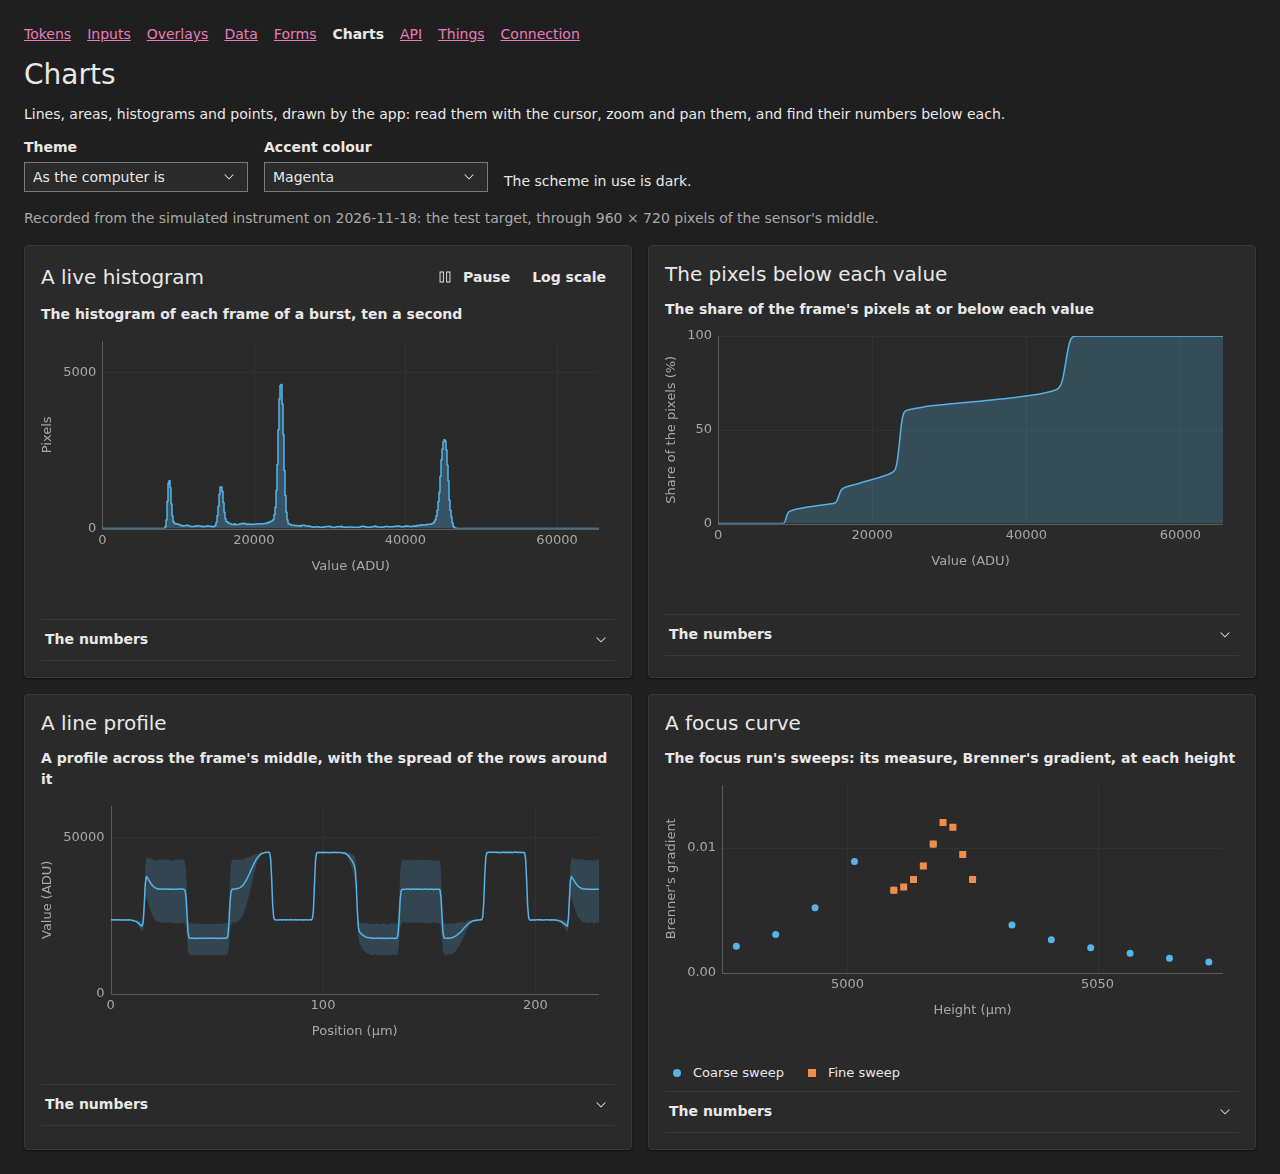 Tokens Inputs Overlays Data Forms Charts API Things Connection
Charts
Lines, areas, histograms and points, drawn by the app: read them with the cursor, zoom and pan them, and find their numbers below each.
Theme
Accent colour
As the computer is
Magenta
The scheme in use is dark.
Recorded from the simulated instrument on 2026-11-18: the test target, through 960 × 720 pixels of the sensor's middle.
A live histogram
Pause
Log scale
The histogram of each frame of a burst, ten a second
Pixels
5000
0
0 20000 40000 60000
Value (ADU)
The numbers
The pixels below each value
The share of the frame's pixels at or below each value
Share of the pixels (%)
100
50
0
0 20000 40000 60000
Value (ADU)
The numbers
A line profile
A profile across the frame's middle, with the spread of the rows around
it
Value (ADU)
50000
0
0 100 200
Position (μm)
The numbers
A focus curve
The focus run's sweeps: its measure, Brenner's gradient, at each height
Brenner's gradient
0.01
0.00
5000 5050
Height (μm)
Coarse sweep Fine sweep
The numbers